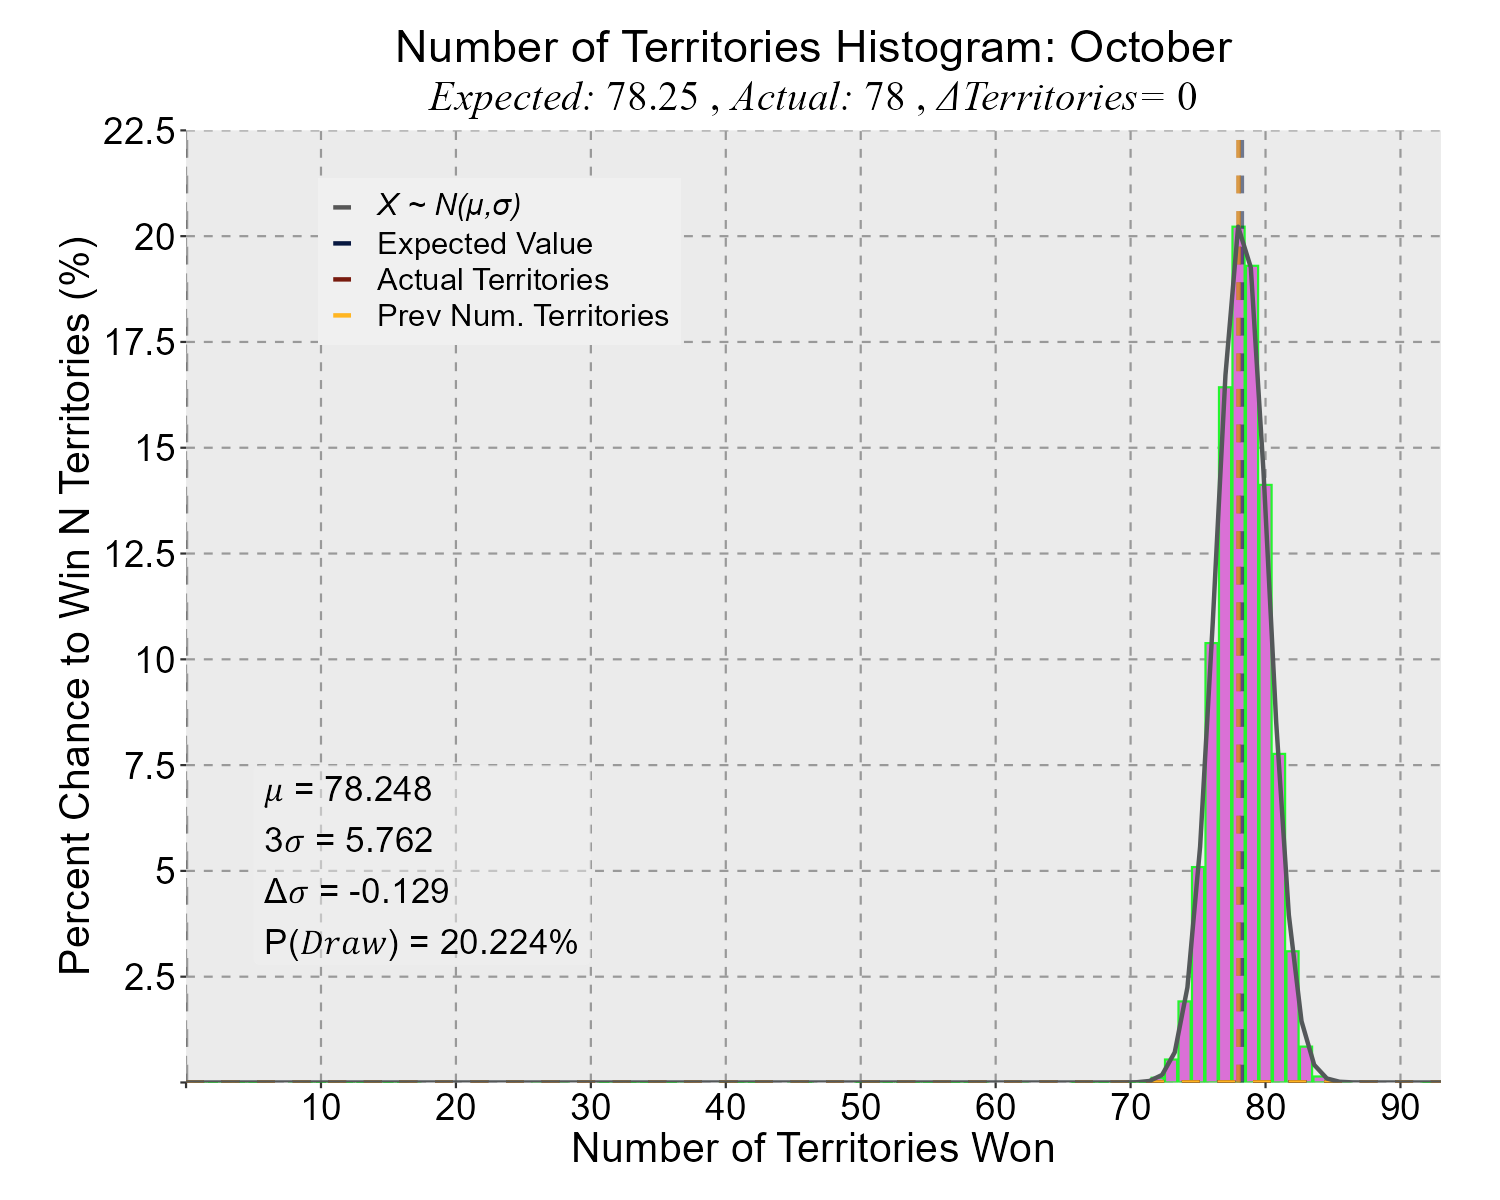 Number of Territories Histogram: October
Expected: 78.25 , Actual: 78 , ΔTerritories= 0
Percent Chance to Win N Territories (%)
22.5
20
17.5
15
12.5
10
7.5
5
2.5
X ~ N(μ,σ)
Expected Value
Actual Territories
Prev Num. Territories
μ = 78.248
3σ = 5.762
Δσ = -0.129
P(Draw) = 20.224%
10 20 30 40 50 60 70 80 90
Number of Territories Won